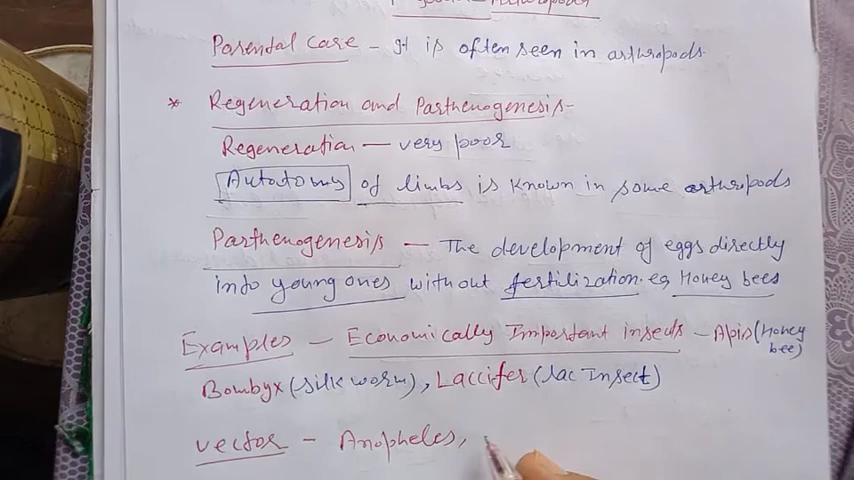 Parental Care - It is often seen in arthropods.
* Regeneration and Parthenogenesis-
Regeneration — very poor
Autotomy of limbs is known in some arthropods
Parthenogenesis — The development of eggs directly
into young ones without fertilization. eg Honey bees
Examples - Economically Important insects - Apis (Honey bee)
Bombyx (silk worm), Laccifer (lac Insect)
vector - Anopheles,